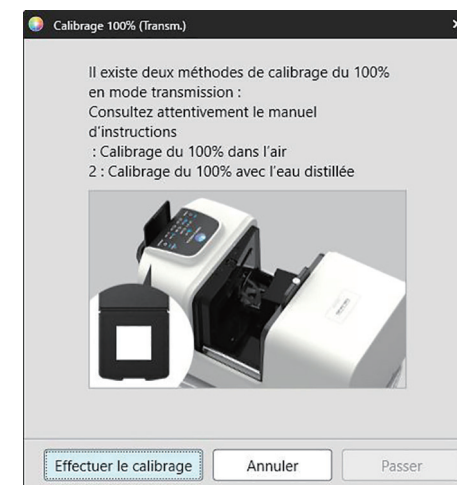 Calibrage 100% (Transm.)
Il existe deux méthodes de calibrage du 100%
en mode transmission :
Consultez attentivement le manuel
d'instructions
: Calibrage du 100% dans l'air
2 : Calibrage du 100% avec l'eau distillée
Effectuer le calibrage
Annuler
Passer